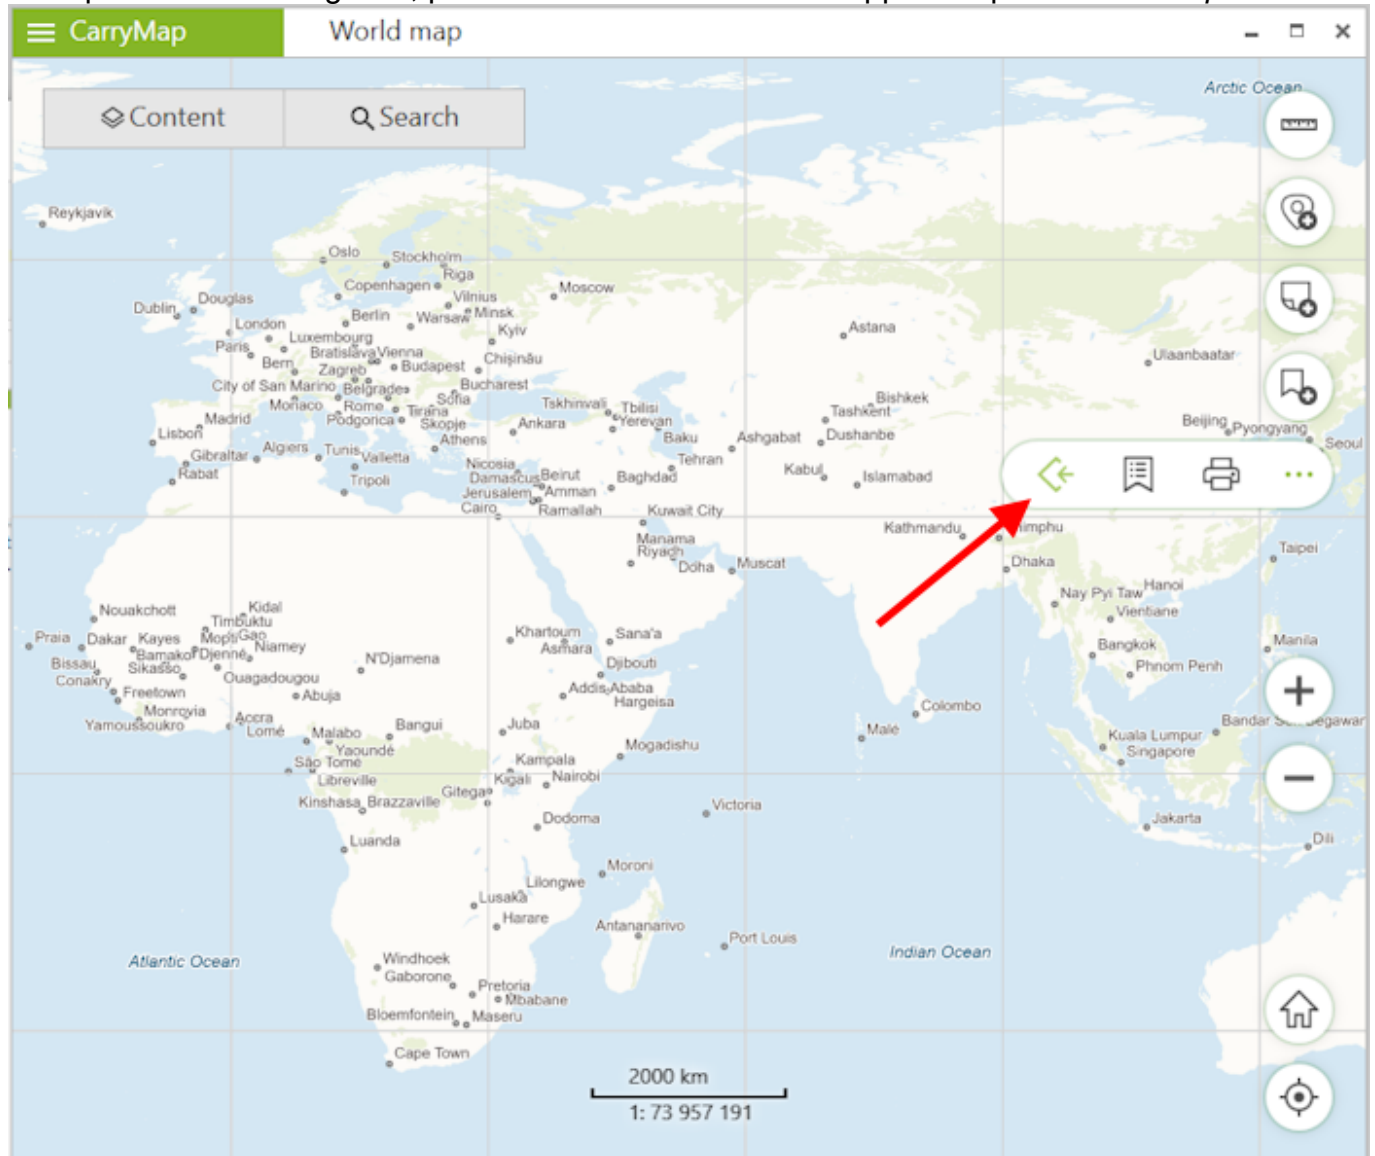 CarryMap
World map
Arctic Ocean
Content
Search
Reykjavik
Oslo
Stockholm
Riga
Copenhagen
Moscow
Vilnius
Douglas
Dublin
Berlin
Warsaw
Minsk
London
Kyiv
Astana
Luxembourg
Paris
Bratislava
Vienna
Chișinău
Ulaanbaatar
Bern
Zagreb
Budapest
City of San Marino
Belgrade
Bucharest
Sofia
Bishkek
Monaco
Rome
Tirana
Tskhinvali
Tbilisi
Tashkent
Madrid
Podgorica
Skopje
Ankara
Yerevan
Beijing
Pyongyang
Lisbon
Athens
Baku
Ashgabat
Dushanbe
Seoul
Algiers
Tunis
Gibraltar
Valletta
Nicosia
Tehran
Rabat
Tripoli
Damascus
Beirut
Baghdad
Kabul
Islamabad
Jerusalem
Amman
Cairo
Ramallah
Kuwait City
Kathmandu
imphu
Manama
Riyadh
Taipei
Doha
Muscat
Dhaka
Nay Pyi Taw
Hanoi
Nouakchott
Kidal
Vientiane
Timbuktu
Praia
Dakar
Kayes
Mopti
Gao
Khartoum
Sana'a
Manila
Niamey
Asmara
Bangkok
Bamako
Djenné
Bissau
Sikasso
N'Djamena
Djibouti
Phnom Penh
Conakry
Ouagadougou
Freetown
Abuja
Addis Ababa
Hargeisa
Colombo
Monrovia
Accra
Yamoussoukro
Lomé
Malabo
Bangui
Juba
Malé
Bandar S
egawan
Kuala Lumpur
Yaoundé
Mogadishu
Singapore
São Tomé
Kampala
Libreville
Kigali
Nairobi
Gitega
Kinshasa
Brazzaville
Victoria
Dodoma
Jakarta
Luanda
Dili
Moroni
Lilongwe
Lusaka
Harare
Antananarivo
Port Louis
Atlantic Ocean
Indian Ocean
Windhoek
Gaborone
Pretoria
Mbabane
Bloemfontein
Maseru
Cape Town
2000 km
1: 73 957 191